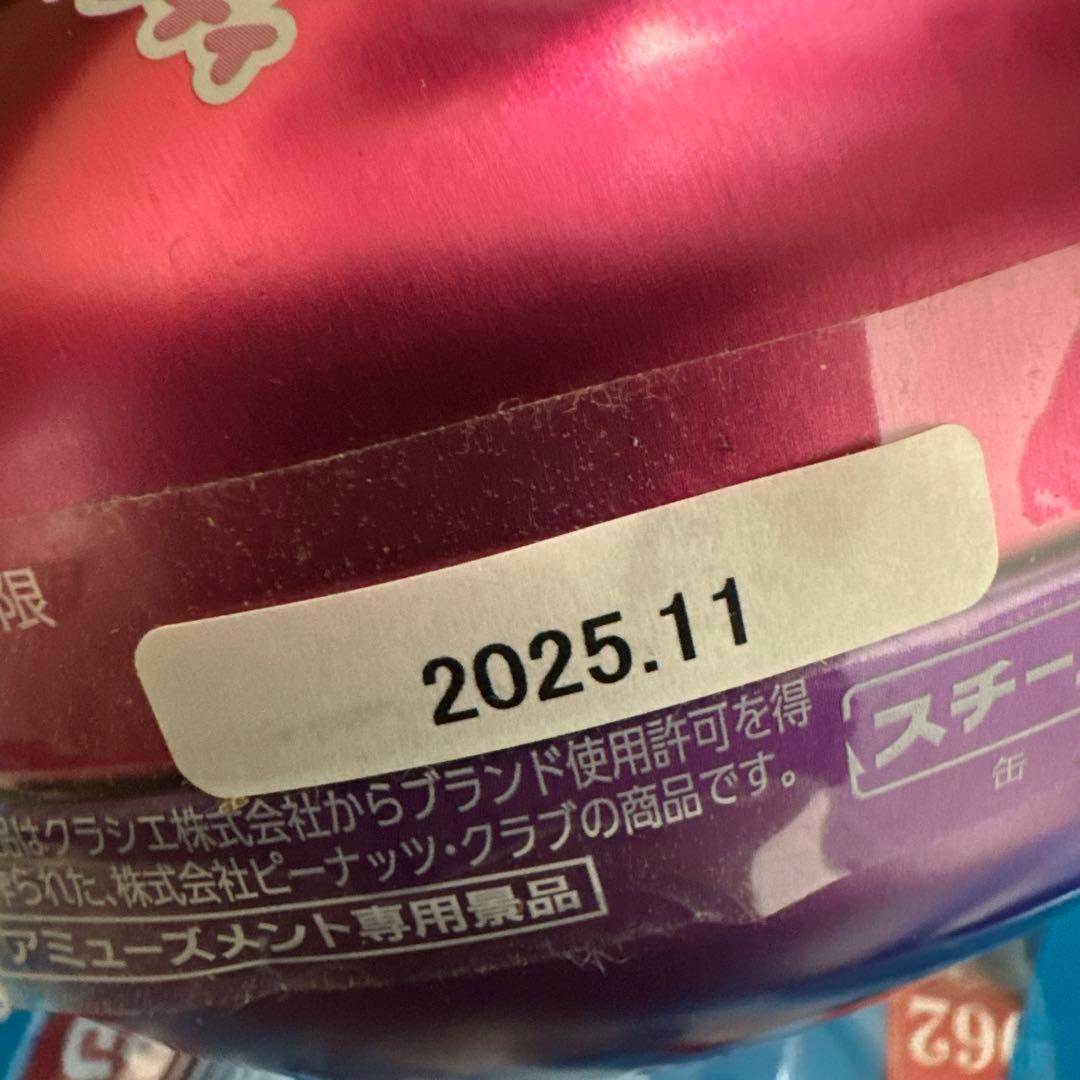 限
2025.11
品はクラシエ株式会社からブランド使用許可を得
作られた、株式会社ピーナッツ・クラブの商品です。
アミューズメント専用景品
スチール
缶